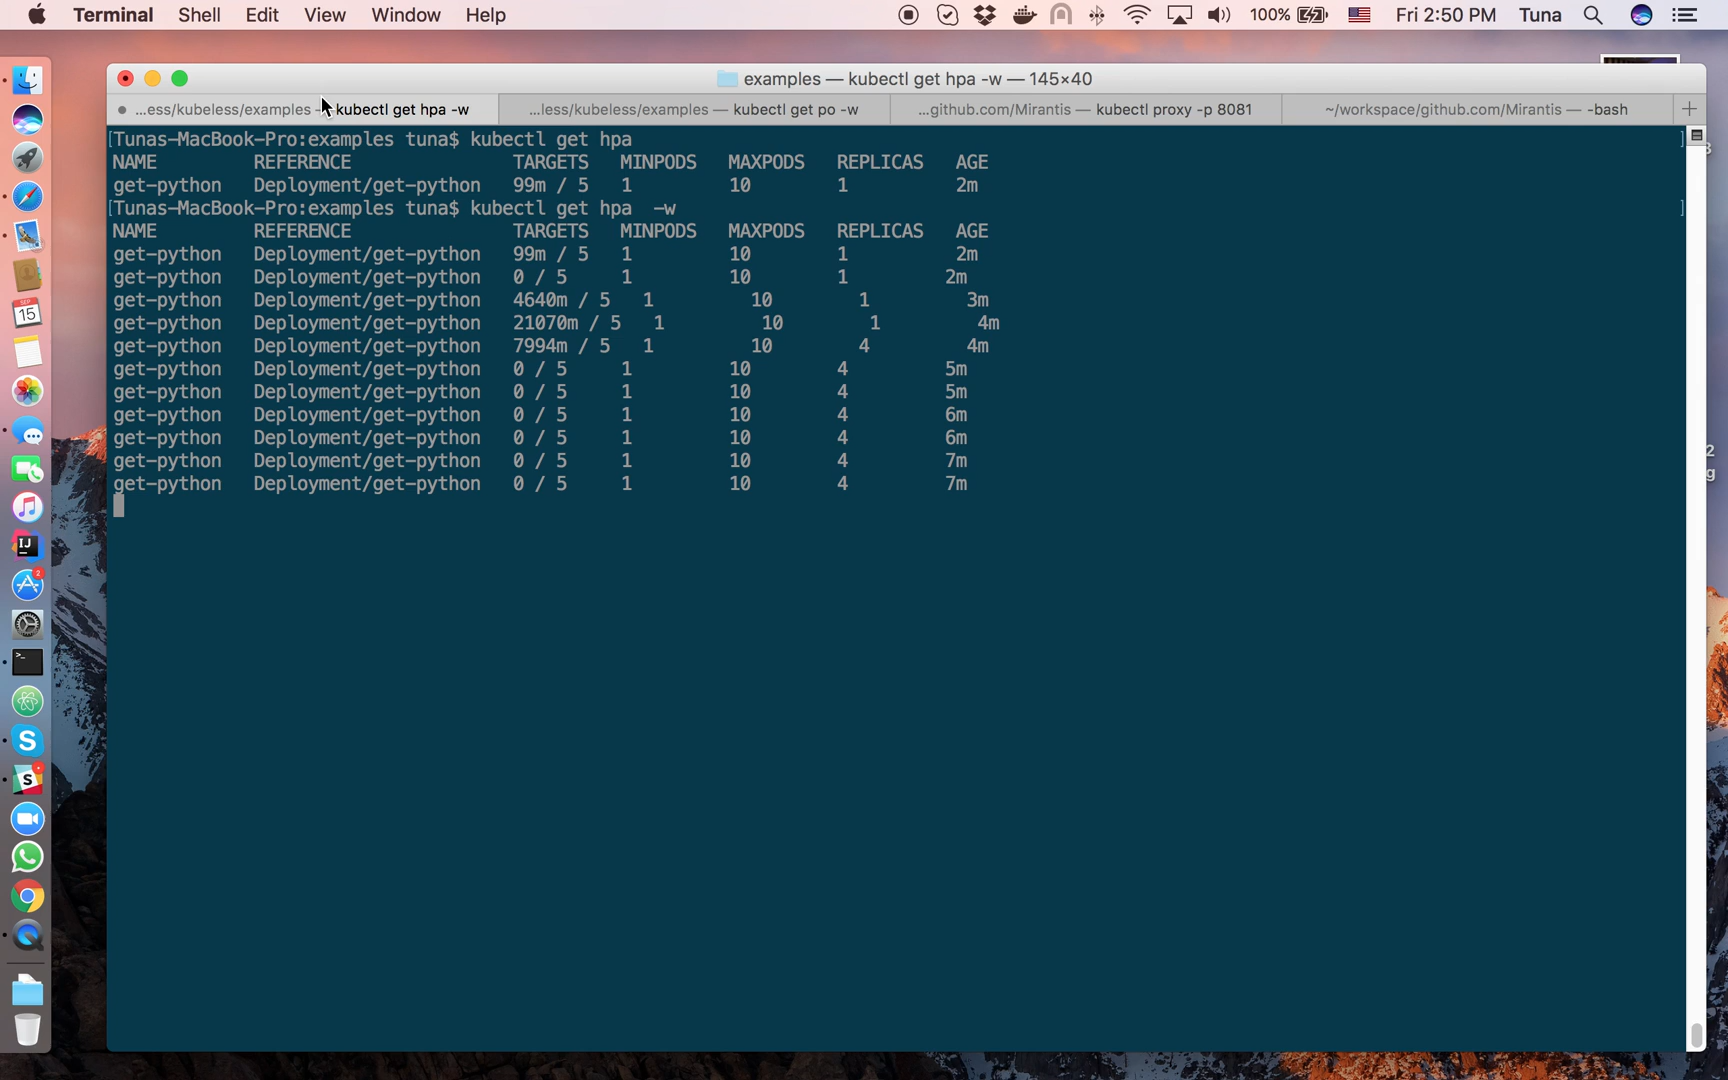 Terminal Shell Edit View Window Help 100% Fri 2:50 PM Tuna
examples — kubectl get hpa -w — 145×40
...ess/kubeless/examples - kubectl get hpa -w ...less/kubeless/examples — kubectl get po -w ...github.com/Mirantis — kubectl proxy -p 8081 ~/workspace/github.com/Mirantis — -bash
[Tunas-MacBook-Pro:examples tuna$ kubectl get hpa ]
NAME REFERENCE TARGETS MINPODS MAXPODS REPLICAS AGE
get-python Deployment/get-python 99m / 5 1 10 1 2m
[Tunas-MacBook-Pro:examples tuna$ kubectl get hpa -w ]
NAME REFERENCE TARGETS MINPODS MAXPODS REPLICAS AGE
get-python Deployment/get-python 99m / 5 1 10 1 2m
get-python Deployment/get-python 0 / 5 1 10 1 2m
get-python Deployment/get-python 4640m / 5 1 10 1 3m
get-python Deployment/get-python 21070m / 5 1 10 1 4m
get-python Deployment/get-python 7994m / 5 1 10 4 4m
get-python Deployment/get-python 0 / 5 1 10 4 5m
get-python Deployment/get-python 0 / 5 1 10 4 5m
get-python Deployment/get-python 0 / 5 1 10 4 6m
get-python Deployment/get-python 0 / 5 1 10 4 6m
get-python Deployment/get-python 0 / 5 1 10 4 7m
get-python Deployment/get-python 0 / 5 1 10 4 7m
SEP
15
IJ
2
>_
S
S
2
g